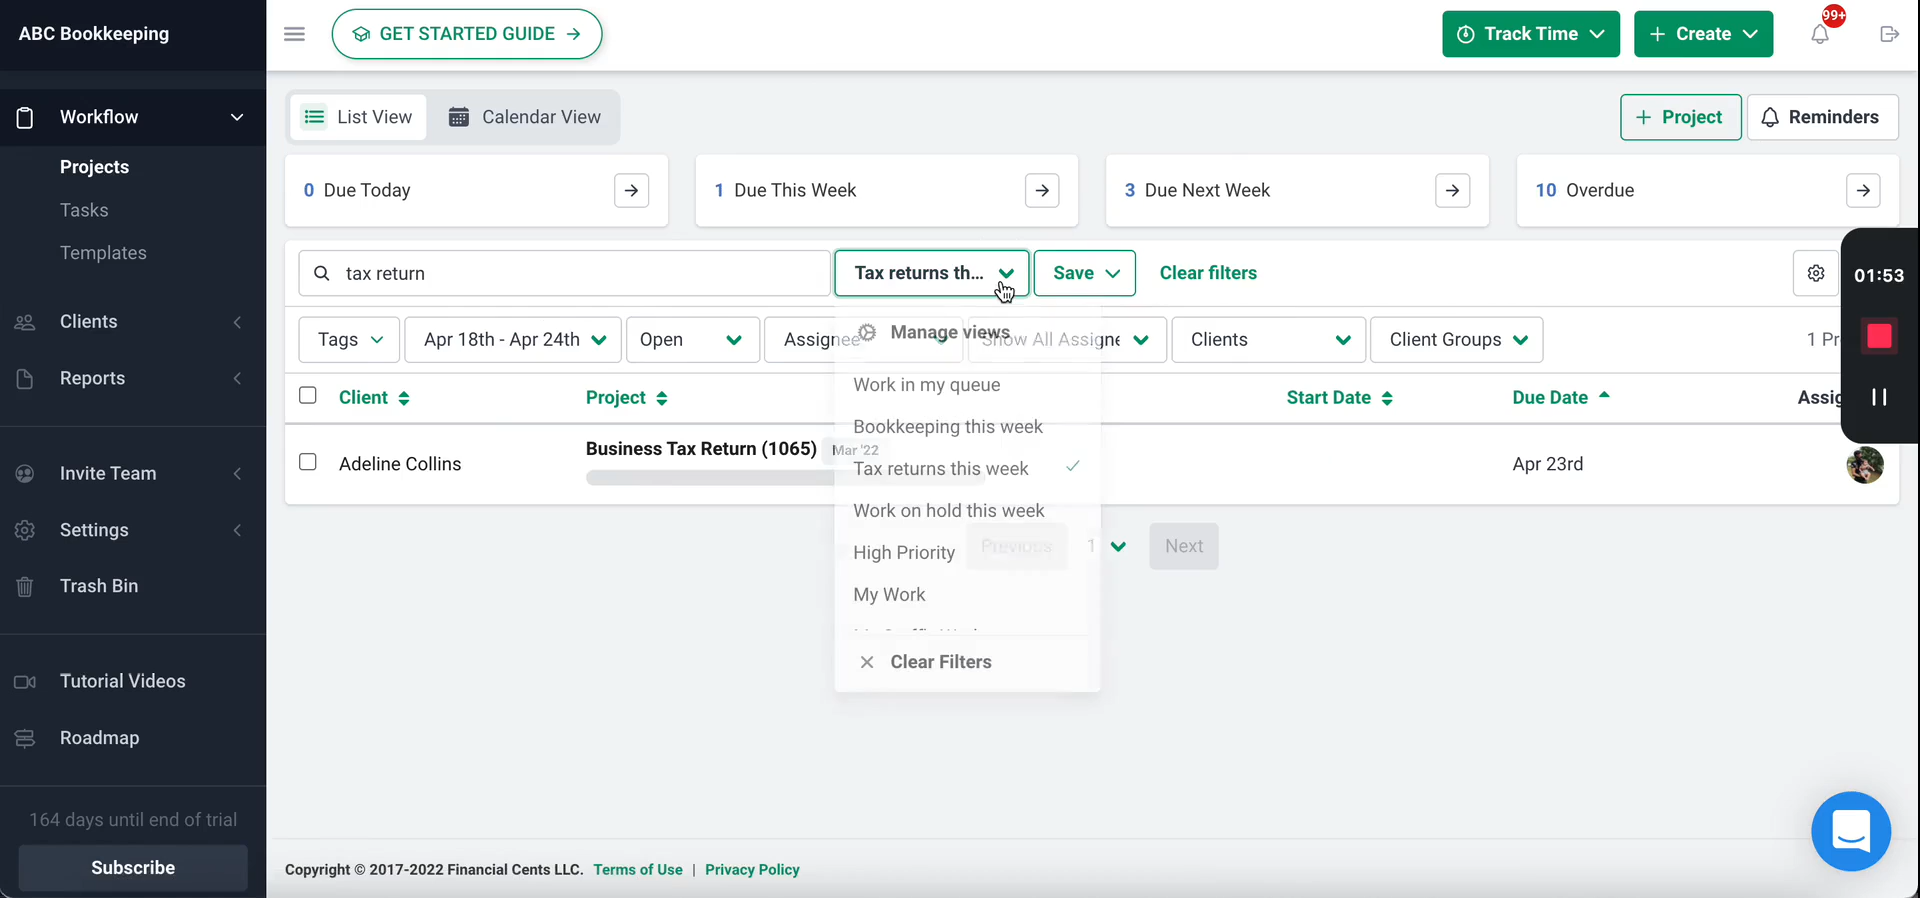 ABC Bookkeeping
GET STARTED GUIDE
Track Time
Create
99+
Workflow
List View
Calendar View
Project
Reminders
Projects
Tasks
Templates
Clients
Reports
Invite Team
Settings
Trash Bin
Tutorial Videos
Roadmap
164 days until end of trial
Subscribe
0 Due Today
1 Due This Week
3 Due Next Week
10 Overdue
tax return
Tax returns th...
Save
Clear filters
01:53
Tags
Apr 18th - Apr 24th
Open
Assignee
Show All Assigne
Clients
Client Groups
1 Pr
Manage views
Work in my queue
Bookkeeping this week
Tax returns this week
Work on hold this week
High Priority
My Work
Clear Filters
Client
Project
Start Date
Due Date
Assig
Adeline Collins
Business Tax Return (1065)
Mar '22
Apr 23rd
Previous
1
Next
Copyright © 2017-2022 Financial Cents LLC. Terms of Use | Privacy Policy